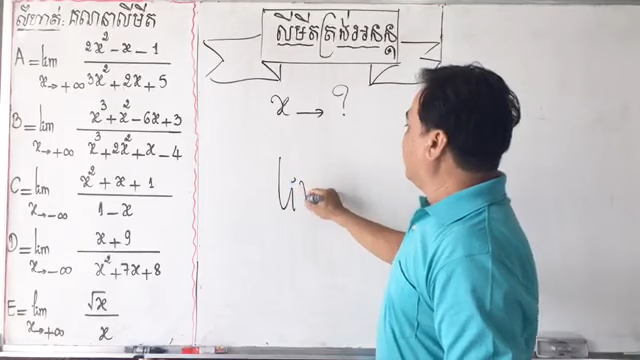 លំហាត់: គណនាលីមីត
A = lim x→+∞ (2x² - x - 1)/(3x² + 2x + 5)
B = lim x→+∞ (x³ + x² - 6x + 3)/(x³ + 2x² + x - 4)
C = lim x→-∞ (x² + x + 1)/(1 - x)
D = lim x→-∞ (x + 9)/(x² + 7x + 8)
E = lim x→+∞ √x/x
លីមីតត្រង់អនន្ត
x → ?
lim